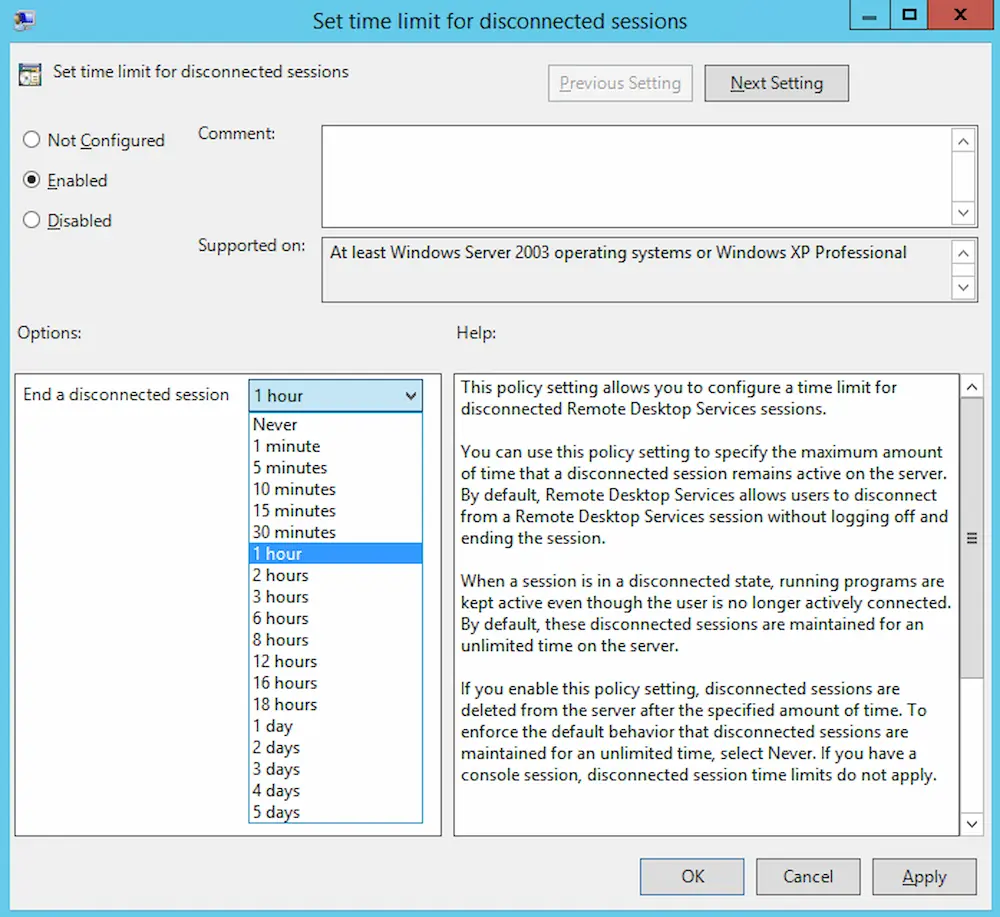 Set time limit for disconnected sessions
Set time limit for disconnected sessions
Previous Setting
Next Setting
Not Configured
Comment:
Enabled
Disabled
Supported on:
At least Windows Server 2003 operating systems or Windows XP Professional
Options:
Help:
End a disconnected session
1 hour
Never
1 minute
5 minutes
10 minutes
15 minutes
30 minutes
1 hour
2 hours
3 hours
6 hours
8 hours
12 hours
16 hours
18 hours
1 day
2 days
3 days
4 days
5 days
This policy setting allows you to configure a time limit for
disconnected Remote Desktop Services sessions.
You can use this policy setting to specify the maximum amount
of time that a disconnected session remains active on the server.
By default, Remote Desktop Services allows users to disconnect
from a Remote Desktop Services session without logging off and
ending the session.
When a session is in a disconnected state, running programs are
kept active even though the user is no longer actively connected.
By default, these disconnected sessions are maintained for an
unlimited time on the server.
If you enable this policy setting, disconnected sessions are
deleted from the server after the specified amount of time. To
enforce the default behavior that disconnected sessions are
maintained for an unlimited time, select Never. If you have a
console session, disconnected session time limits do not apply.
OK
Cancel
Apply